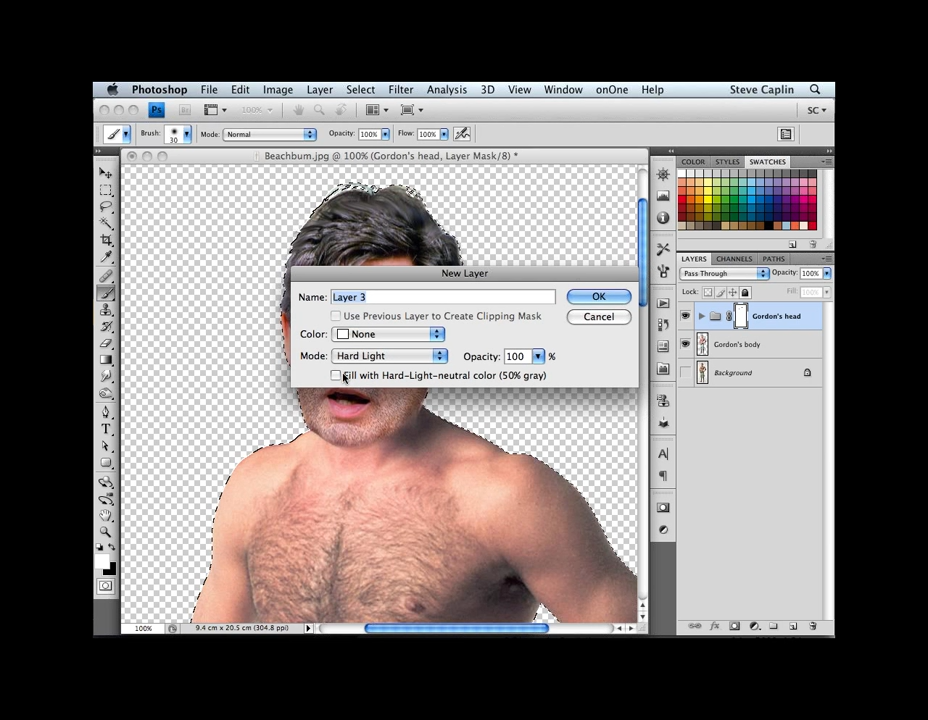 Photoshop File Edit Image Layer Select Filter Analysis 3D View Window onOne Help Steve Caplin
Ps 100% SC
Brush: 30 Mode: Normal Opacity: 100% Flow: 100%
Beachbum.jpg @ 100% (Gordon's head, Layer Mask/8) *
COLOR STYLES SWATCHES
New Layer
Name: Layer 3 OK
Use Previous Layer to Create Clipping Mask Cancel
Color: None
Mode: Hard Light Opacity: 100 %
Fill with Hard-Light-neutral color (50% gray)
LAYERS CHANNELS PATHS
Pass Through Opacity: 100%
Lock: Fill: 100%
Gordon's head
Gordon's body
Background
100% 9.4 cm x 20.5 cm (304.8 ppi)